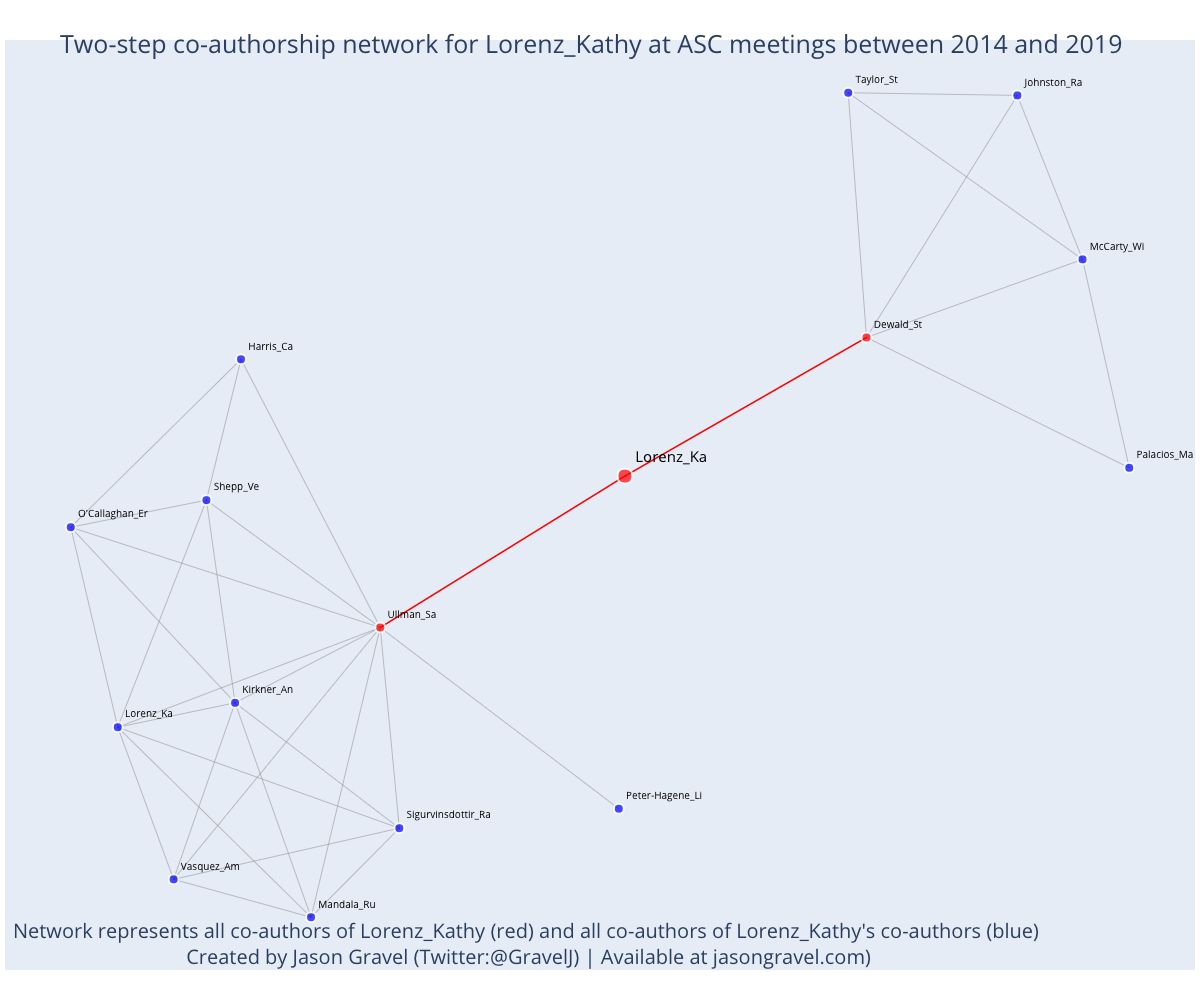 Two-step co-authorship network for Lorenz_Kathy at ASC meetings between 2014 and 2019
Taylor_St
Johnston_Ra
McCarty_Wi
Dewald_St
Harris_Ca
Lorenz_Ka
Palacios_Ma
Shepp_Ve
O'Callaghan_Er
Ullman_Sa
Kirkner_An
Lorenz_Ka
Peter-Hagene_Li
Sigurvinsdottir_Ra
Vasquez_Am
Mandala_Ru
Network represents all co-authors of Lorenz_Kathy (red) and all co-authors of Lorenz_Kathy's co-authors (blue)
Created by Jason Gravel (Twitter:@GravelJ) | Available at jasongravel.com)